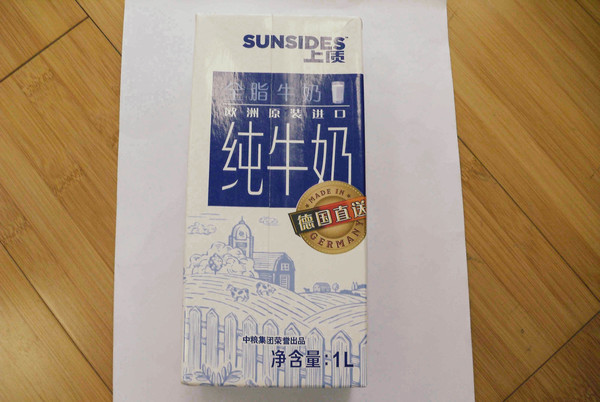 SUNSIDES
上质
全脂牛奶
欧洲原装进口
纯牛奶
MADE IN
德国直送
GERMANY
中粮集团荣誉出品
净含量:1L